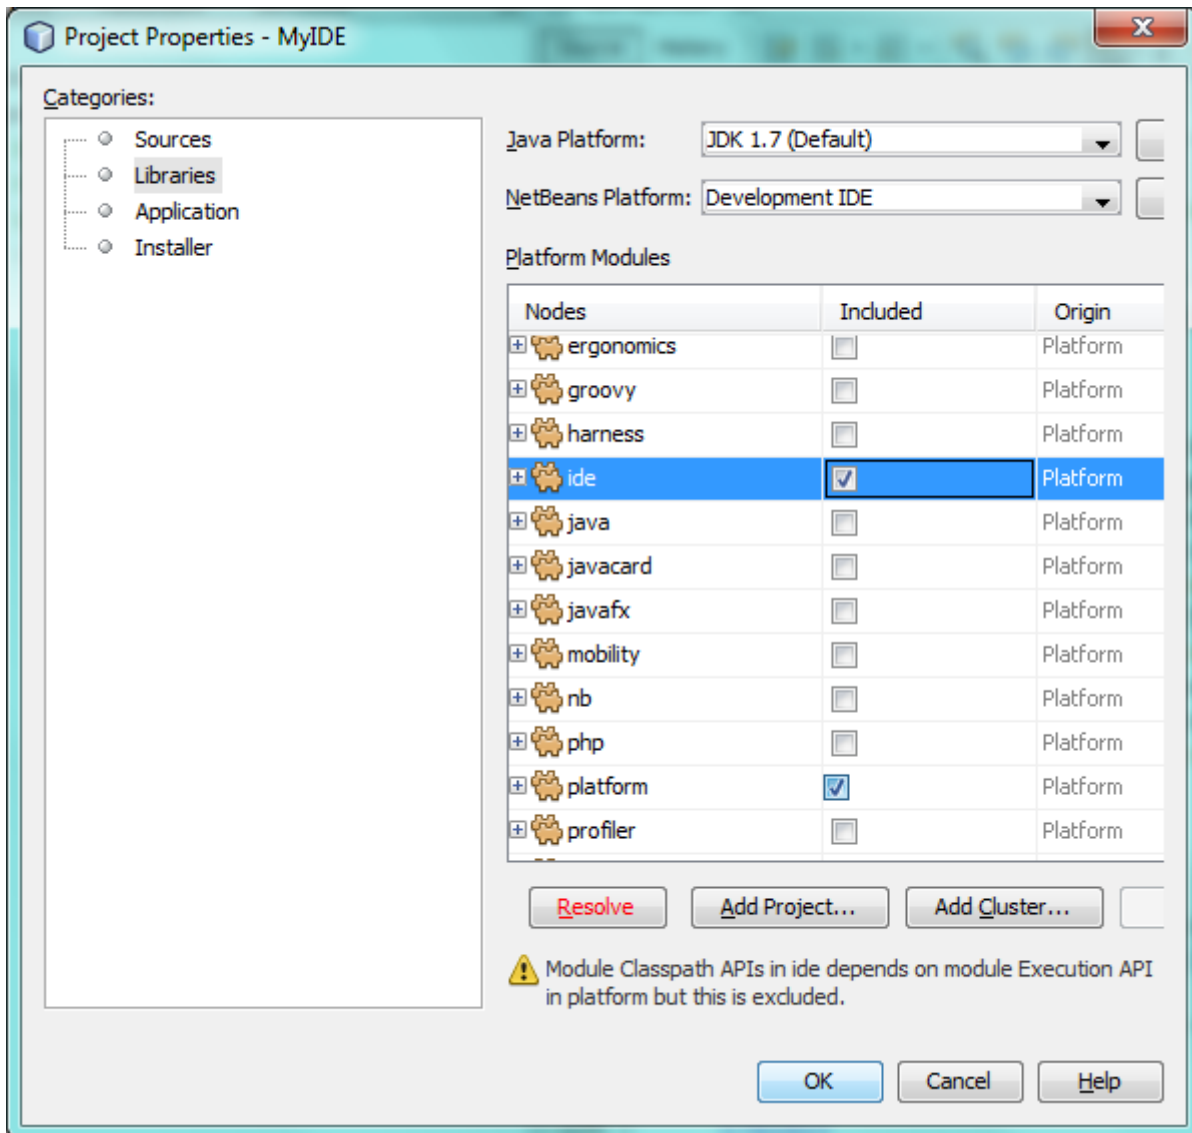 Project Properties - MyIDE
Categories:
Sources
Libraries
Application
Installer
Java Platform: JDK 1.7 (Default)
NetBeans Platform: Development IDE
Platform Modules
Nodes Included Origin
ergonomics Platform
groovy Platform
harness Platform
ide Platform
java Platform
javacard Platform
javafx Platform
mobility Platform
nb Platform
php Platform
platform Platform
profiler Platform
Resolve Add Project... Add Cluster...
Module Classpath APIs in ide depends on module Execution API
in platform but this is excluded.
OK Cancel Help